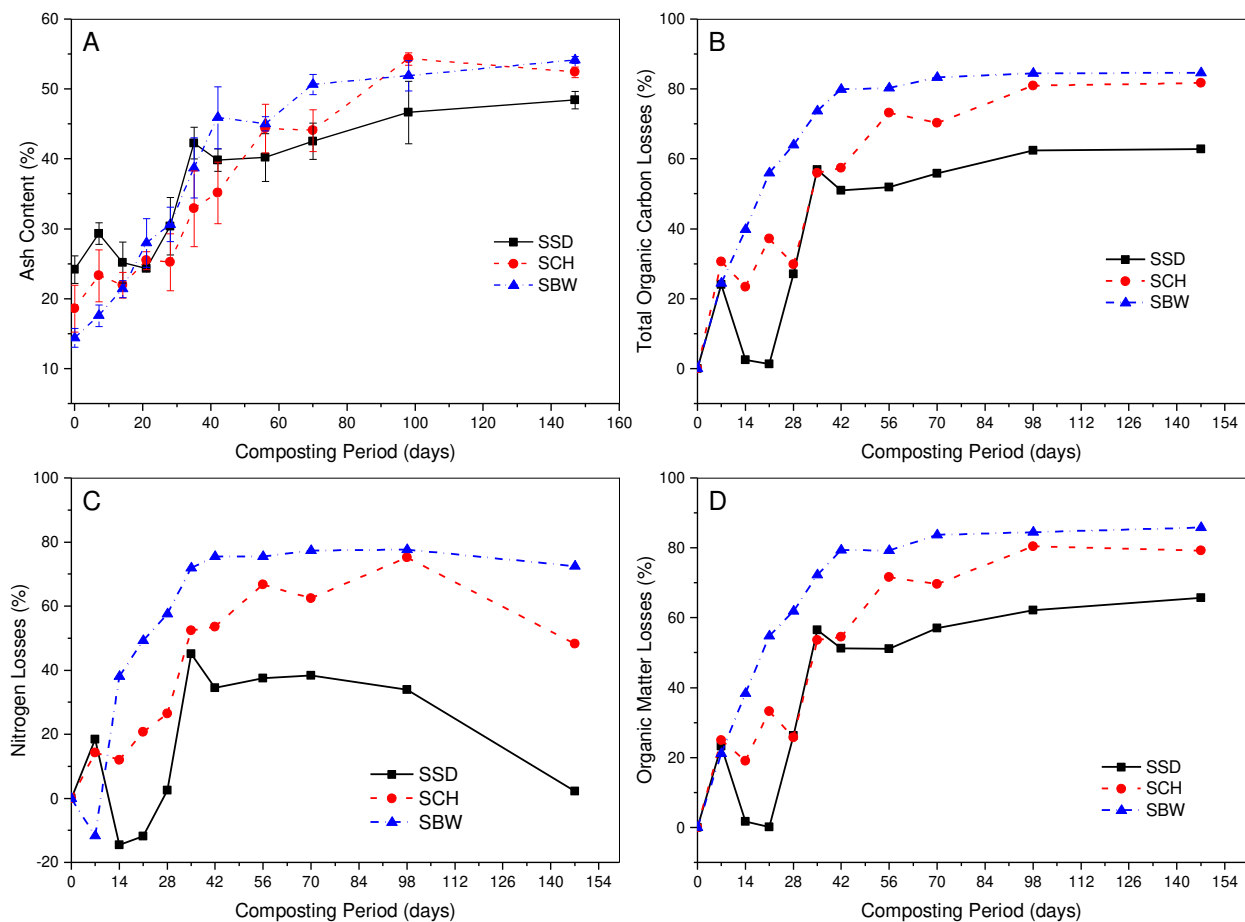 A
Ash Content (%)
60
50
40
30
20
10
SSD
SCH
SBW
0 20 40 60 80 100 120 140 160
Composting Period (days)
B
Total Organic Carbon Losses (%)
100
80
60
40
20
0
SSD
SCH
SBW
0 14 28 42 56 70 84 98 112 126 140 154
Composting Period (days)
C
Nitrogen Losses (%)
100
80
60
40
20
0
-20
SSD
SCH
SBW
0 14 28 42 56 70 84 98 112 126 140 154
Composting Period (days)
D
Organic Matter Losses (%)
100
80
60
40
20
0
SSD
SCH
SBW
0 14 28 42 56 70 84 98 112 126 140 154
Composting Period (days)